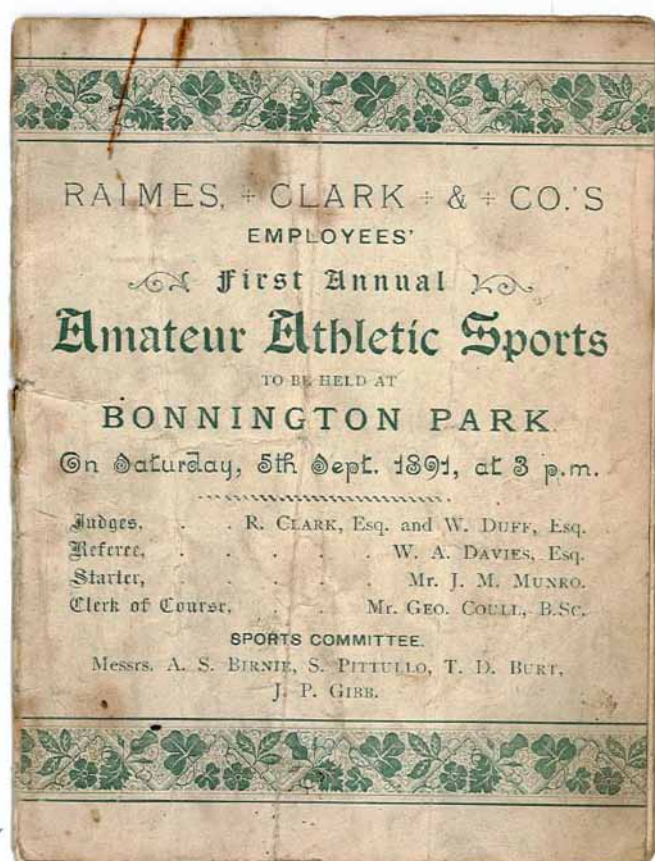 RAIMES, + CLARK + & + CO.'S
EMPLOYEES'
First Annual
Amateur Athletic Sports
TO BE HELD AT
BONNINGTON PARK
On Saturday, 5th Sept. 1891, at 3 p.m.
Judges, . . R. CLARK, Esq. and W. DUFF, Esq.
Referee, . . . . . W. A. DAVIES, Esq.
Starter, . . . . . Mr. J. M. MUNRO.
Clerk of Course, . . Mr. GEO. COULL, B.Sc.
SPORTS COMMITTEE.
Messrs. A. S. BIRNIE, S. PITTULLO, T. D. BURT,
J. P. GIBB.